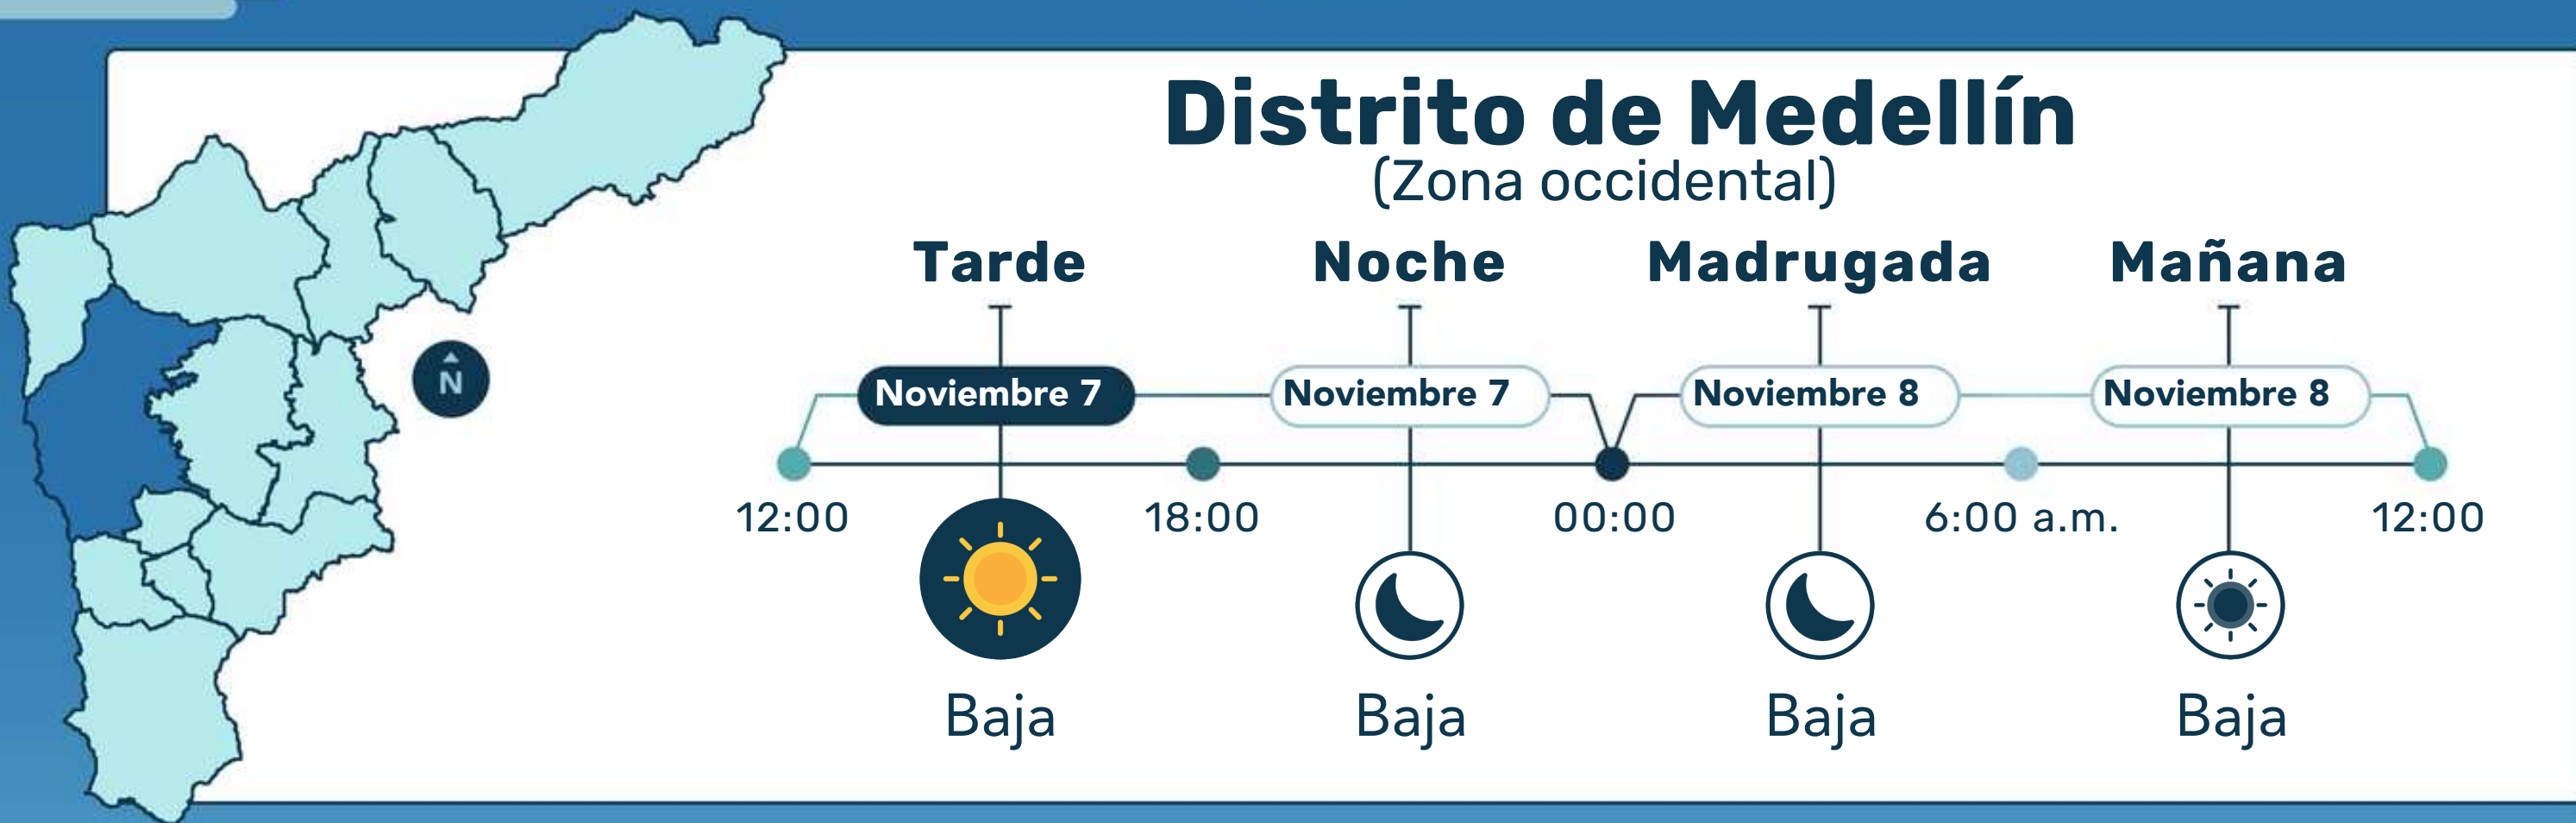 Distrito de Medellín
(Zona occidental)
Tarde Noche Madrugada Mañana
Noviembre 7 Noviembre 7 Noviembre 8 Noviembre 8
N
12:00 18:00 00:00 6:00 a.m. 12:00
Baja Baja Baja Baja